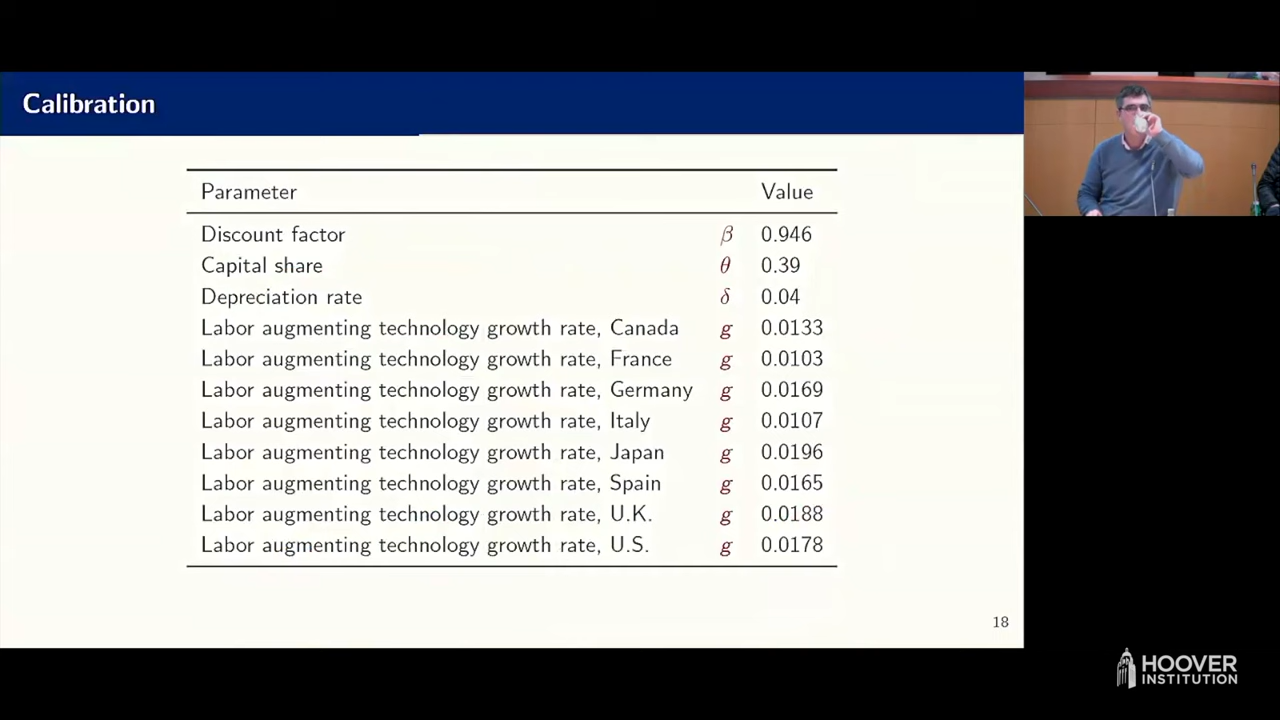 Calibration
Parameter Value
Discount factor β 0.946
Capital share θ 0.39
Depreciation rate δ 0.04
Labor augmenting technology growth rate, Canada g 0.0133
Labor augmenting technology growth rate, France g 0.0103
Labor augmenting technology growth rate, Germany g 0.0169
Labor augmenting technology growth rate, Italy g 0.0107
Labor augmenting technology growth rate, Japan g 0.0196
Labor augmenting technology growth rate, Spain g 0.0165
Labor augmenting technology growth rate, U.K. g 0.0188
Labor augmenting technology growth rate, U.S. g 0.0178
18
HOOVER
INSTITUTION